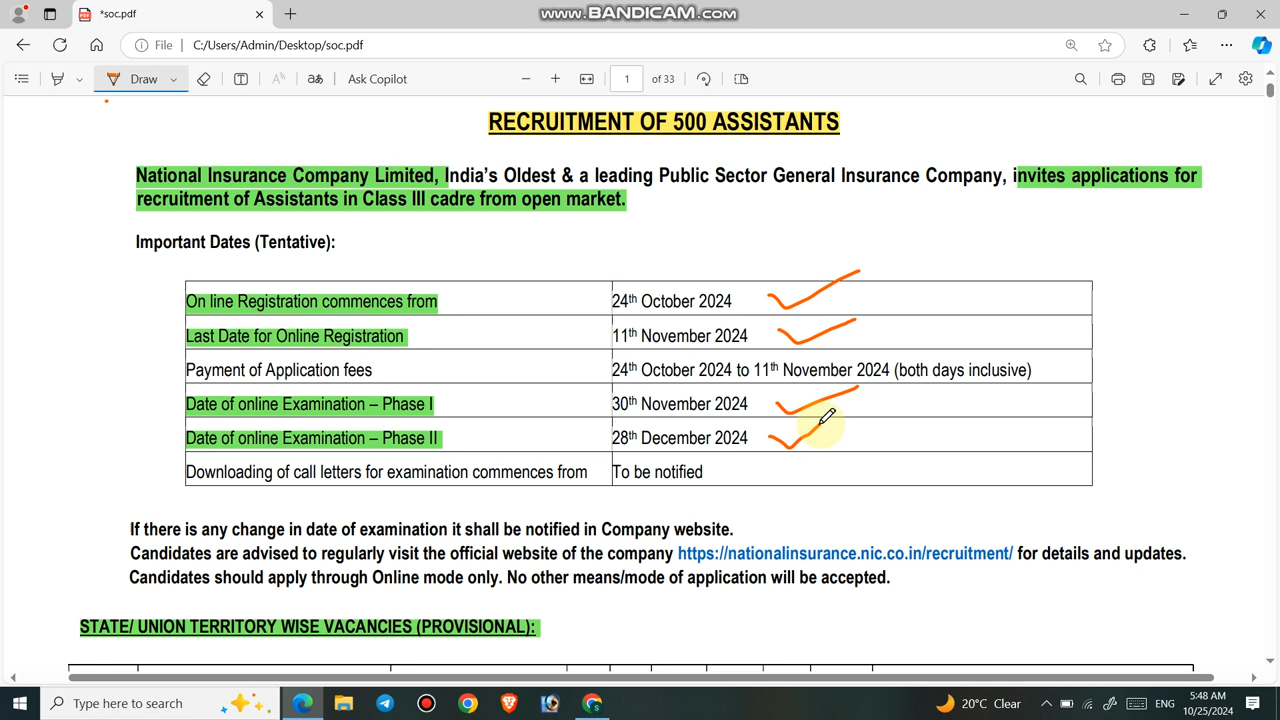 www.BANDICAM.com
*soc.pdf
File C:/Users/Admin/Desktop/soc.pdf
Draw Ask Copilot 1 of 33
RECRUITMENT OF 500 ASSISTANTS
National Insurance Company Limited, India's Oldest & a leading Public Sector General Insurance Company, invites applications for
recruitment of Assistants in Class III cadre from open market.
Important Dates (Tentative):
On line Registration commences from 24th October 2024
Last Date for Online Registration 11th November 2024
Payment of Application fees 24th October 2024 to 11th November 2024 (both days inclusive)
Date of online Examination – Phase I 30th November 2024
Date of online Examination – Phase II 28th December 2024
Downloading of call letters for examination commences from To be notified
If there is any change in date of examination it shall be notified in Company website.
Candidates are advised to regularly visit the official website of the company https://nationalinsurance.nic.co.in/recruitment/ for details and updates.
Candidates should apply through Online mode only. No other means/mode of application will be accepted.
STATE/ UNION TERRITORY WISE VACANCIES (PROVISIONAL):
Type here to search 20°C Clear ENG 5:48 AM
10/25/2024